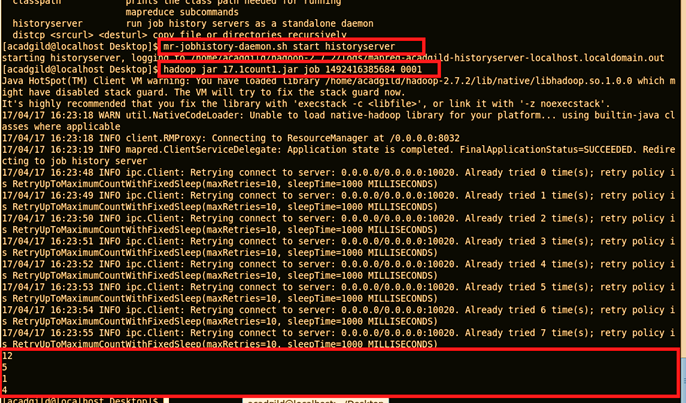 classpath prints the class path needed for running
mapreduce subcommands
historyserver run job history servers as a standalone daemon
distcp <srcurl> <desturl> copy file or directories recursively
[acadgild@localhost Desktop]$ mr-jobhistory-daemon.sh start historyserver
starting historyserver, logging to /home/acadgild/hadoop-2.7.2/logs/mapred-acadgild-historyserver-localhost.localdomain.out
[acadgild@localhost Desktop]$ hadoop jar 17.1count1.jar job 1492416385684 0001
Java HotSpot(TM) Client VM warning: You have loaded library /home/acadgild/hadoop-2.7.2/lib/native/libhadoop.so.1.0.0 which m
ight have disabled stack guard. The VM will try to fix the stack guard now.
It's highly recommended that you fix the library with 'execstack -c <libfile>', or link it with '-z noexecstack'.
17/04/17 16:23:18 WARN util.NativeCodeLoader: Unable to load native-hadoop library for your platform... using builtin-java cl
asses where applicable
17/04/17 16:23:18 INFO client.RMProxy: Connecting to ResourceManager at /0.0.0.0:8032
17/04/17 16:23:19 INFO mapred.ClientServiceDelegate: Application state is completed. FinalApplicationStatus=SUCCEEDED. Redire
cting to job history server
17/04/17 16:23:48 INFO ipc.Client: Retrying connect to server: 0.0.0.0/0.0.0.0:10020. Already tried 0 time(s); retry policy i
s RetryUpToMaximumCountWithFixedSleep(maxRetries=10, sleepTime=1000 MILLISECONDS)
17/04/17 16:23:49 INFO ipc.Client: Retrying connect to server: 0.0.0.0/0.0.0.0:10020. Already tried 1 time(s); retry policy i
s RetryUpToMaximumCountWithFixedSleep(maxRetries=10, sleepTime=1000 MILLISECONDS)
17/04/17 16:23:50 INFO ipc.Client: Retrying connect to server: 0.0.0.0/0.0.0.0:10020. Already tried 2 time(s); retry policy i
s RetryUpToMaximumCountWithFixedSleep(maxRetries=10, sleepTime=1000 MILLISECONDS)
17/04/17 16:23:51 INFO ipc.Client: Retrying connect to server: 0.0.0.0/0.0.0.0:10020. Already tried 3 time(s); retry policy i
s RetryUpToMaximumCountWithFixedSleep(maxRetries=10, sleepTime=1000 MILLISECONDS)
17/04/17 16:23:52 INFO ipc.Client: Retrying connect to server: 0.0.0.0/0.0.0.0:10020. Already tried 4 time(s); retry policy i
s RetryUpToMaximumCountWithFixedSleep(maxRetries=10, sleepTime=1000 MILLISECONDS)
17/04/17 16:23:53 INFO ipc.Client: Retrying connect to server: 0.0.0.0/0.0.0.0:10020. Already tried 5 time(s); retry policy i
s RetryUpToMaximumCountWithFixedSleep(maxRetries=10, sleepTime=1000 MILLISECONDS)
17/04/17 16:23:54 INFO ipc.Client: Retrying connect to server: 0.0.0.0/0.0.0.0:10020. Already tried 6 time(s); retry policy i
s RetryUpToMaximumCountWithFixedSleep(maxRetries=10, sleepTime=1000 MILLISECONDS)
17/04/17 16:23:55 INFO ipc.Client: Retrying connect to server: 0.0.0.0/0.0.0.0:10020. Already tried 7 time(s); retry policy i
s RetryUpToMaximumCountWithFixedSleep(maxRetries=10, sleepTime=1000 MILLISECONDS)
12
5
1
4
[acadgild@localhost Desktop]$
acadgild@localhost:~/Desktop